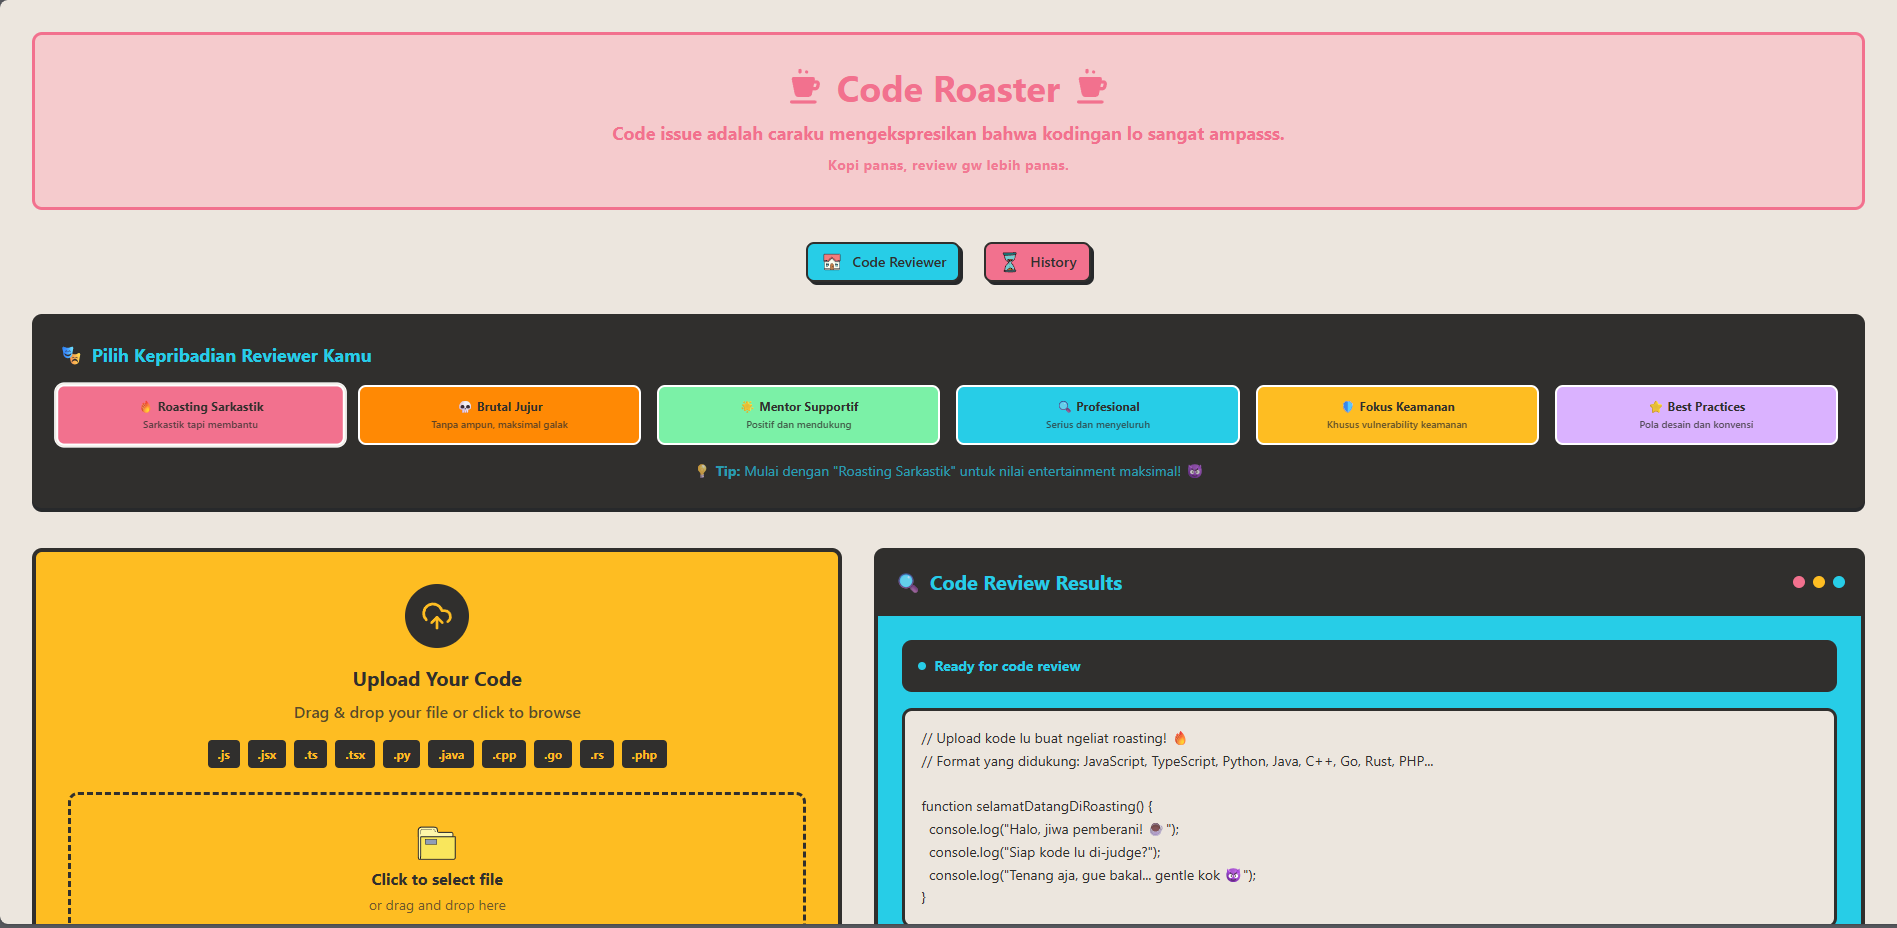 Code Roaster
Code issue adalah caraku mengekspresikan bahwa kodingan lo sangat ampasss.
Kopi panas, review gw lebih panas.
Code Reviewer
History
Pilih Kepribadian Reviewer Kamu
Roasting Sarkastik
Sarkastik tapi membantu
Brutal Jujur
Tanpa ampun, maksimal galak
Mentor Supportif
Positif dan mendukung
Profesional
Serius dan menyeluruh
Fokus Keamanan
Khusus vulnerability keamanan
Best Practices
Pola desain dan konvensi
Tip: Mulai dengan "Roasting Sarkastik" untuk nilai entertainment maksimal! 😈
Upload Your Code
Drag & drop your file or click to browse
.js .jsx .ts .tsx .py .java .cpp .go .rs .php
Click to select file
or drag and drop here
Code Review Results
Ready for code review
// Upload kode lu buat ngeliat roasting! 🔥
// Format yang didukung: JavaScript, TypeScript, Python, Java, C++, Go, Rust, PHP...
function selamatDatangDiRoasting() {
console.log("Halo, jiwa pemberani! ☕ ");
console.log("Siap kode lu di-judge?");
console.log("Tenang aja, gue bakal... gentle kok 😈 ");
}